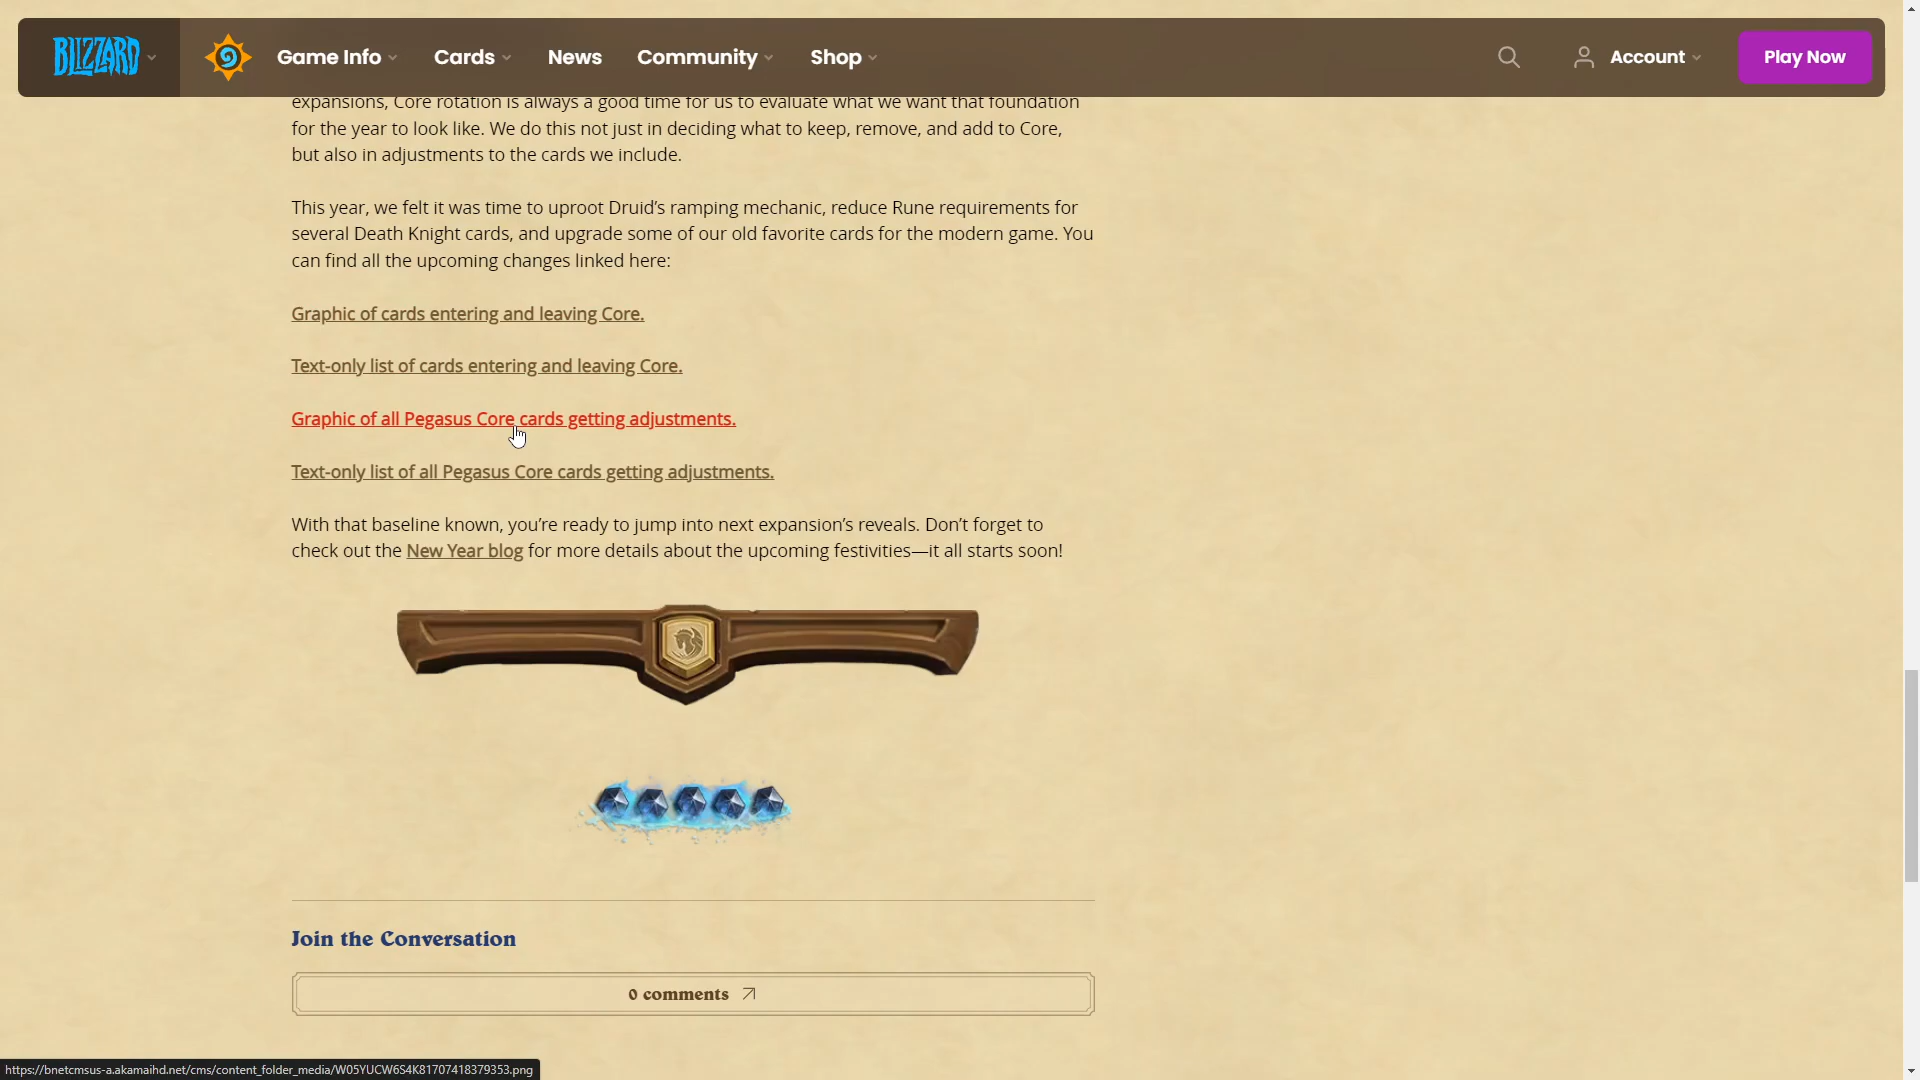 BLIZZARD
Game Info
Cards
News
Community
Shop
Account
Play Now
expansions, Core rotation is always a good time for us to evaluate what we want that foundation
for the year to look like. We do this not just in deciding what to keep, remove, and add to Core,
but also in adjustments to the cards we include.
This year, we felt it was time to uproot Druid’s ramping mechanic, reduce Rune requirements for
several Death Knight cards, and upgrade some of our old favorite cards for the modern game. You
can find all the upcoming changes linked here:
Graphic of cards entering and leaving Core.
Text-only list of cards entering and leaving Core.
Graphic of all Pegasus Core cards getting adjustments.
Text-only list of all Pegasus Core cards getting adjustments.
With that baseline known, you’re ready to jump into next expansion’s reveals. Don’t forget to
check out the New Year blog for more details about the upcoming festivities—it all starts soon!
Join the Conversation
0 comments
https://bnetcmsus-a.akamaihd.net/cms/content_folder_media/W05YUCW6S4K81707418379353.png